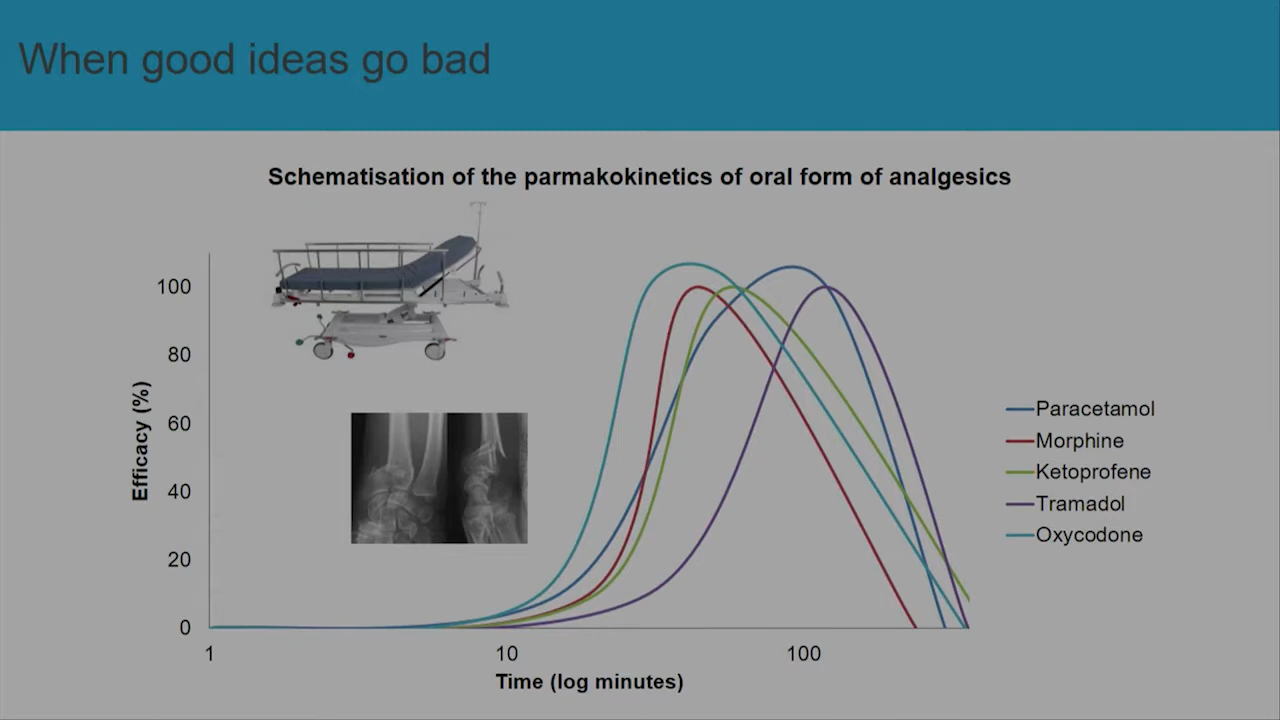 When good ideas go bad
Schematisation of the parmakokinetics of oral form of analgesics
100
80
60
40
20
0
Efficacy (%)
1
10
100
Time (log minutes)
Paracetamol
Morphine
Ketoprofene
Tramadol
Oxycodone